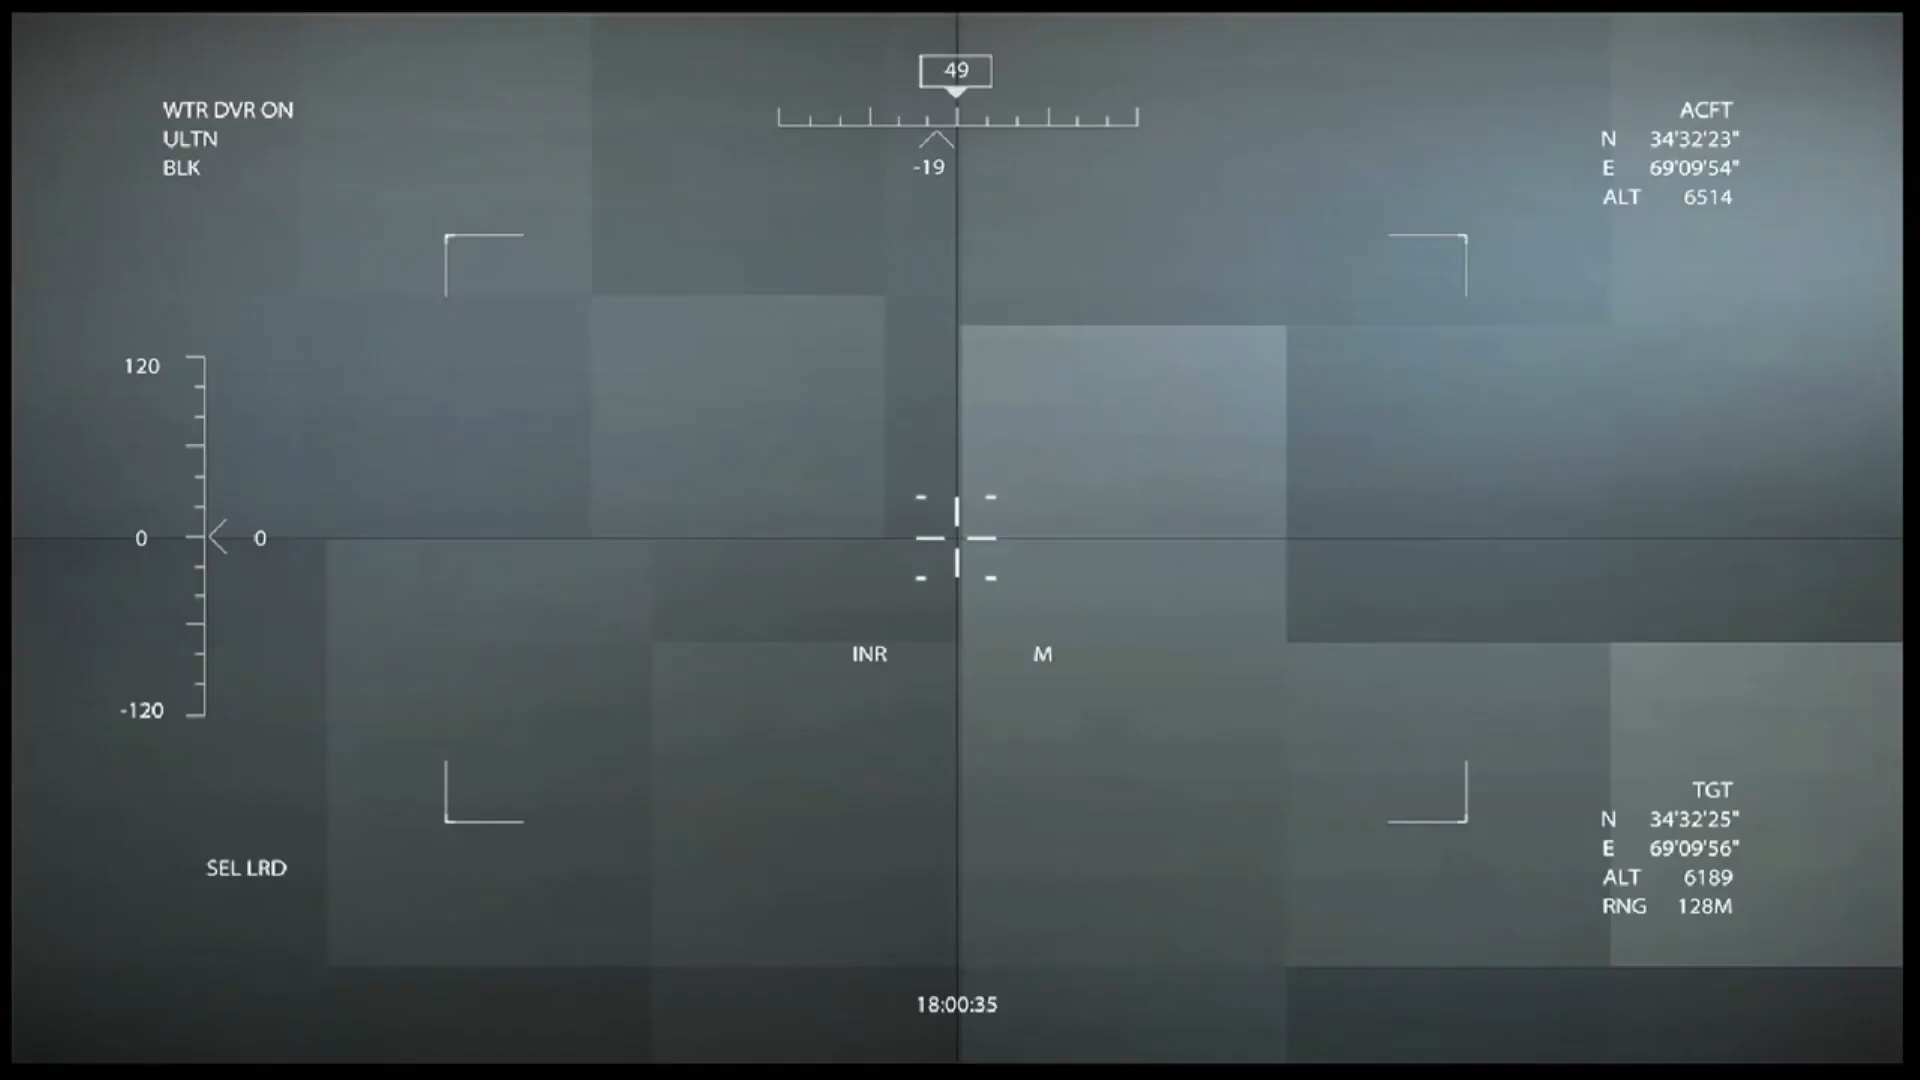 49
WTR DVR ON
ULTN
BLK
-19
ACFT
N 34'32'23"
E 69'09'54"
ALT 6514
120
0 0
-120
INR M
SEL LRD
TGT
N 34'32'25"
E 69'09'56"
ALT 6189
RNG 128M
18:00:35